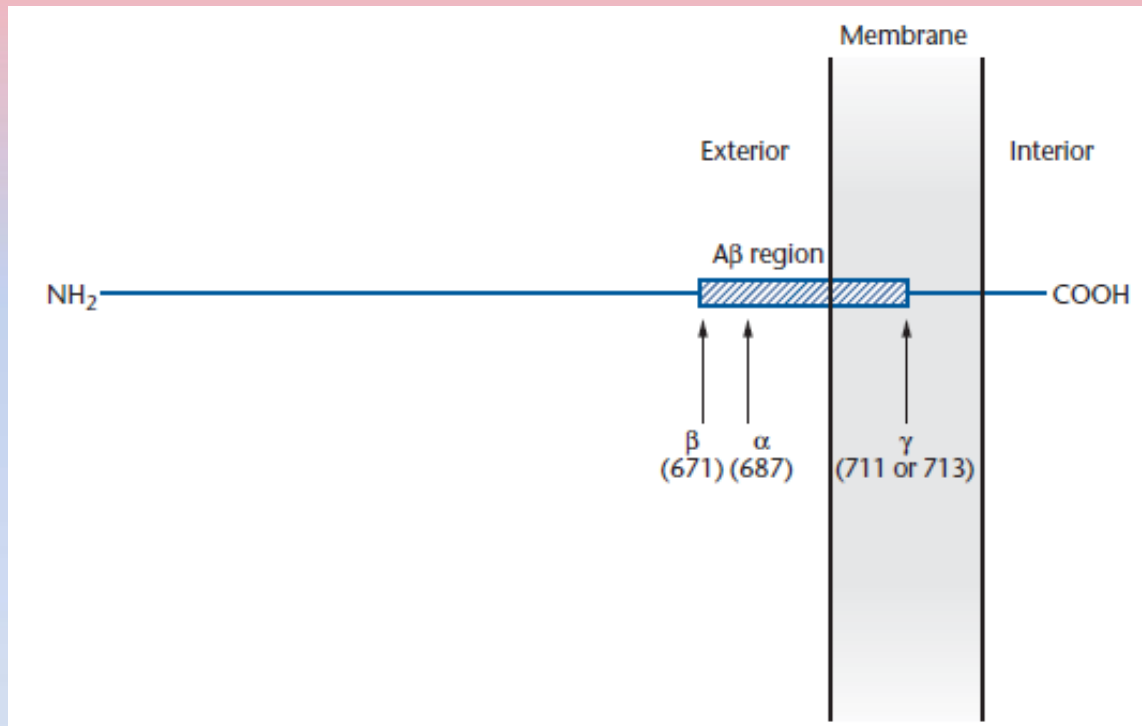 Membrane
Exterior
Interior
Aβ region
NH₂
COOH
β
α
γ
(671) (687)
(711 or 713)